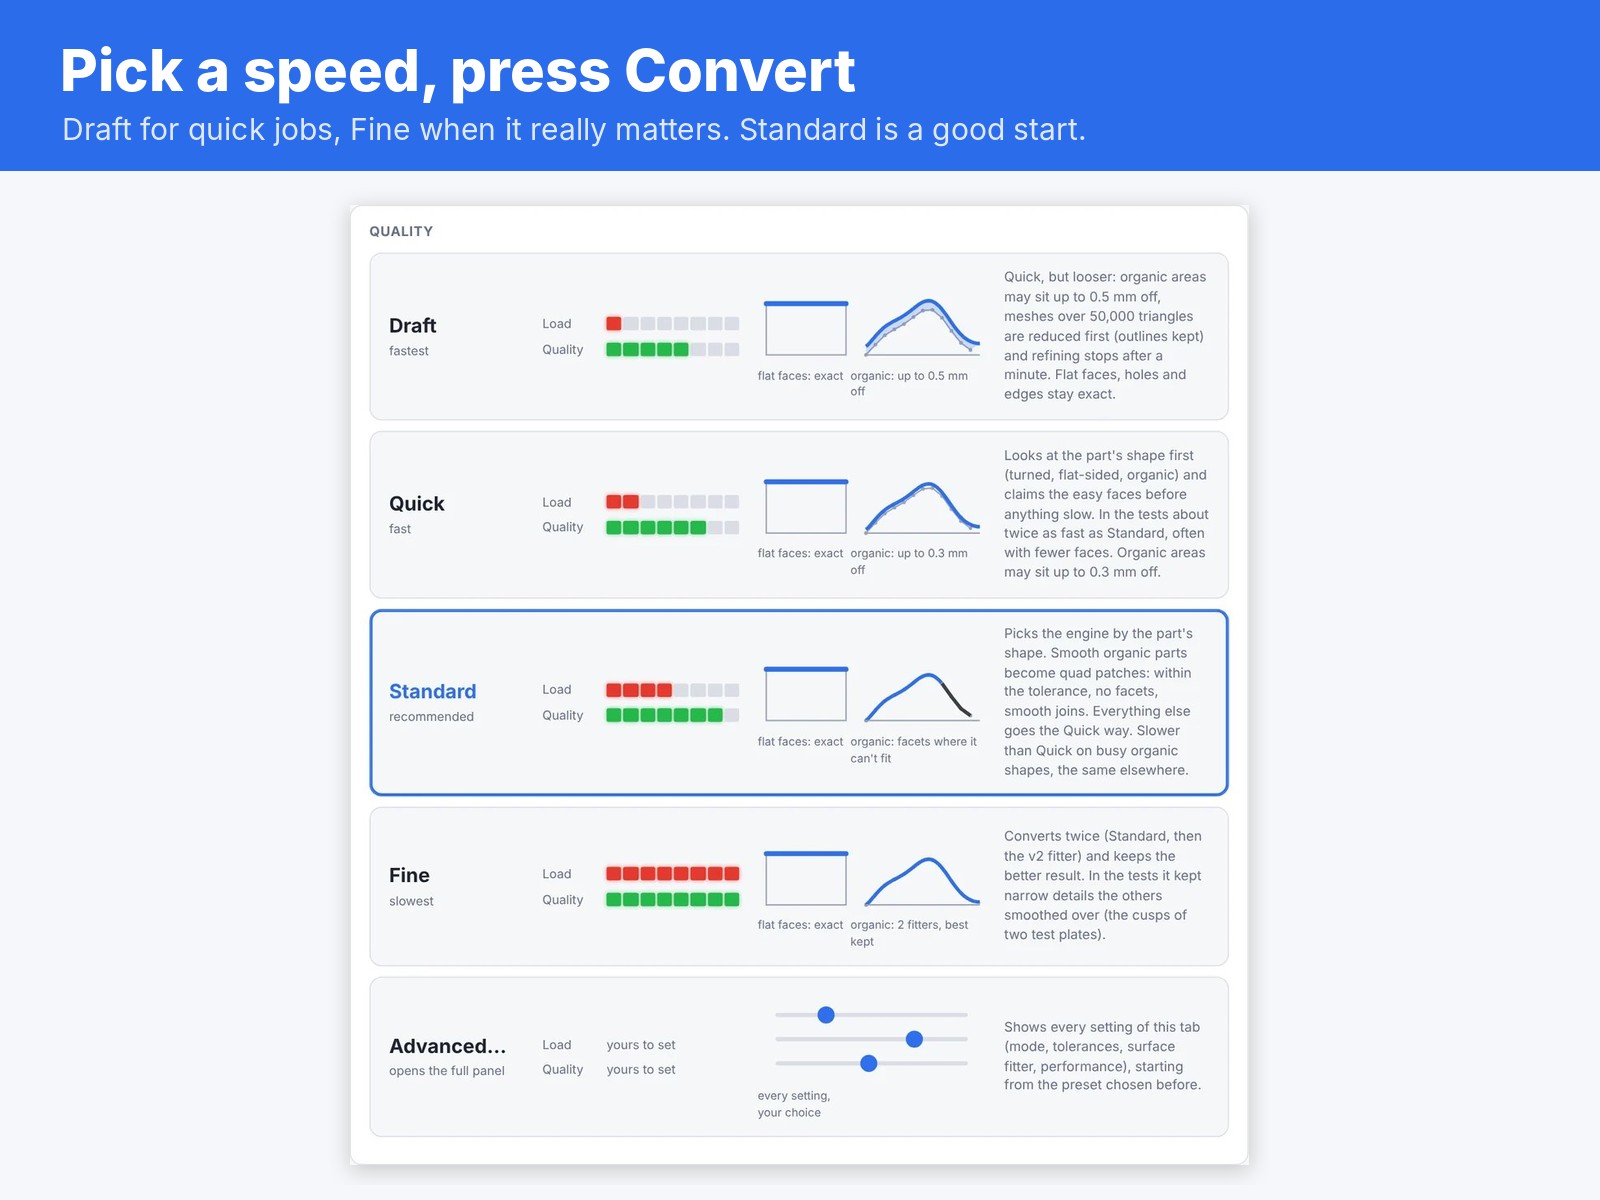 Pick a speed, press Convert
Draft for quick jobs, Fine when it really matters. Standard is a good start.
QUALITY
Draft
fastest
Load
Quality
flat faces: exact
organic: up to 0.5 mm
off
Quick, but looser: organic areas
may sit up to 0.5 mm off,
meshes over 50,000 triangles
are reduced first (outlines kept)
and refining stops after a
minute. Flat faces, holes and
edges stay exact.
Quick
fast
Load
Quality
flat faces: exact
organic: up to 0.3 mm
off
Looks at the part's shape first
(turned, flat-sided, organic) and
claims the easy faces before
anything slow. In the tests about
twice as fast as Standard, often
with fewer faces. Organic areas
may sit up to 0.3 mm off.
Standard
recommended
Load
Quality
flat faces: exact
organic: facets where it
can't fit
Picks the engine by the part's
shape. Smooth organic parts
become quad patches: within
the tolerance, no facets,
smooth joins. Everything else
goes the Quick way. Slower
than Quick on busy organic
shapes, the same elsewhere.
Fine
slowest
Load
Quality
flat faces: exact
organic: 2 fitters, best
kept
Converts twice (Standard, then
the v2 fitter) and keeps the
better result. In the tests it kept
narrow details the others
smoothed over (the cusps of
two test plates).
Advanced...
opens the full panel
Load
yours to set
Quality
yours to set
every setting,
your choice
Shows every setting of this tab
(mode, tolerances, surface
fitter, performance), starting
from the preset chosen before.